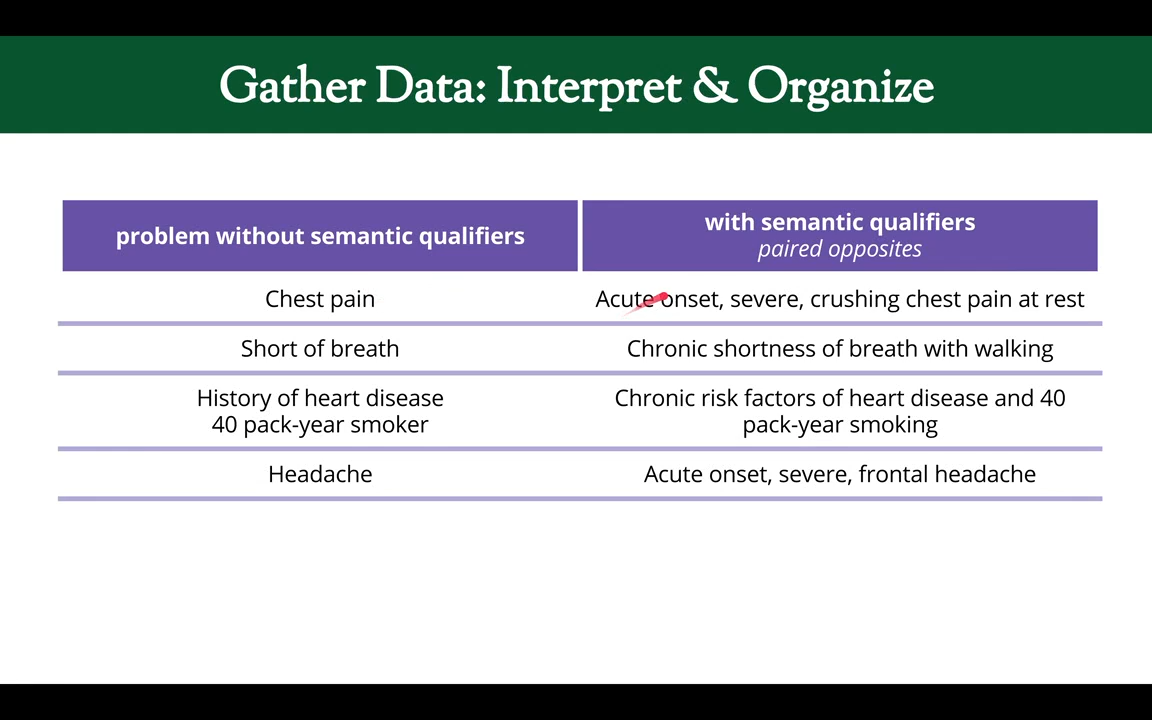 Gather Data: Interpret & Organize
problem without semantic qualifiers
with semantic qualifiers
paired opposites
Chest pain
Acute onset, severe, crushing chest pain at rest
Short of breath
Chronic shortness of breath with walking
History of heart disease
40 pack-year smoker
Chronic risk factors of heart disease and 40
pack-year smoking
Headache
Acute onset, severe, frontal headache